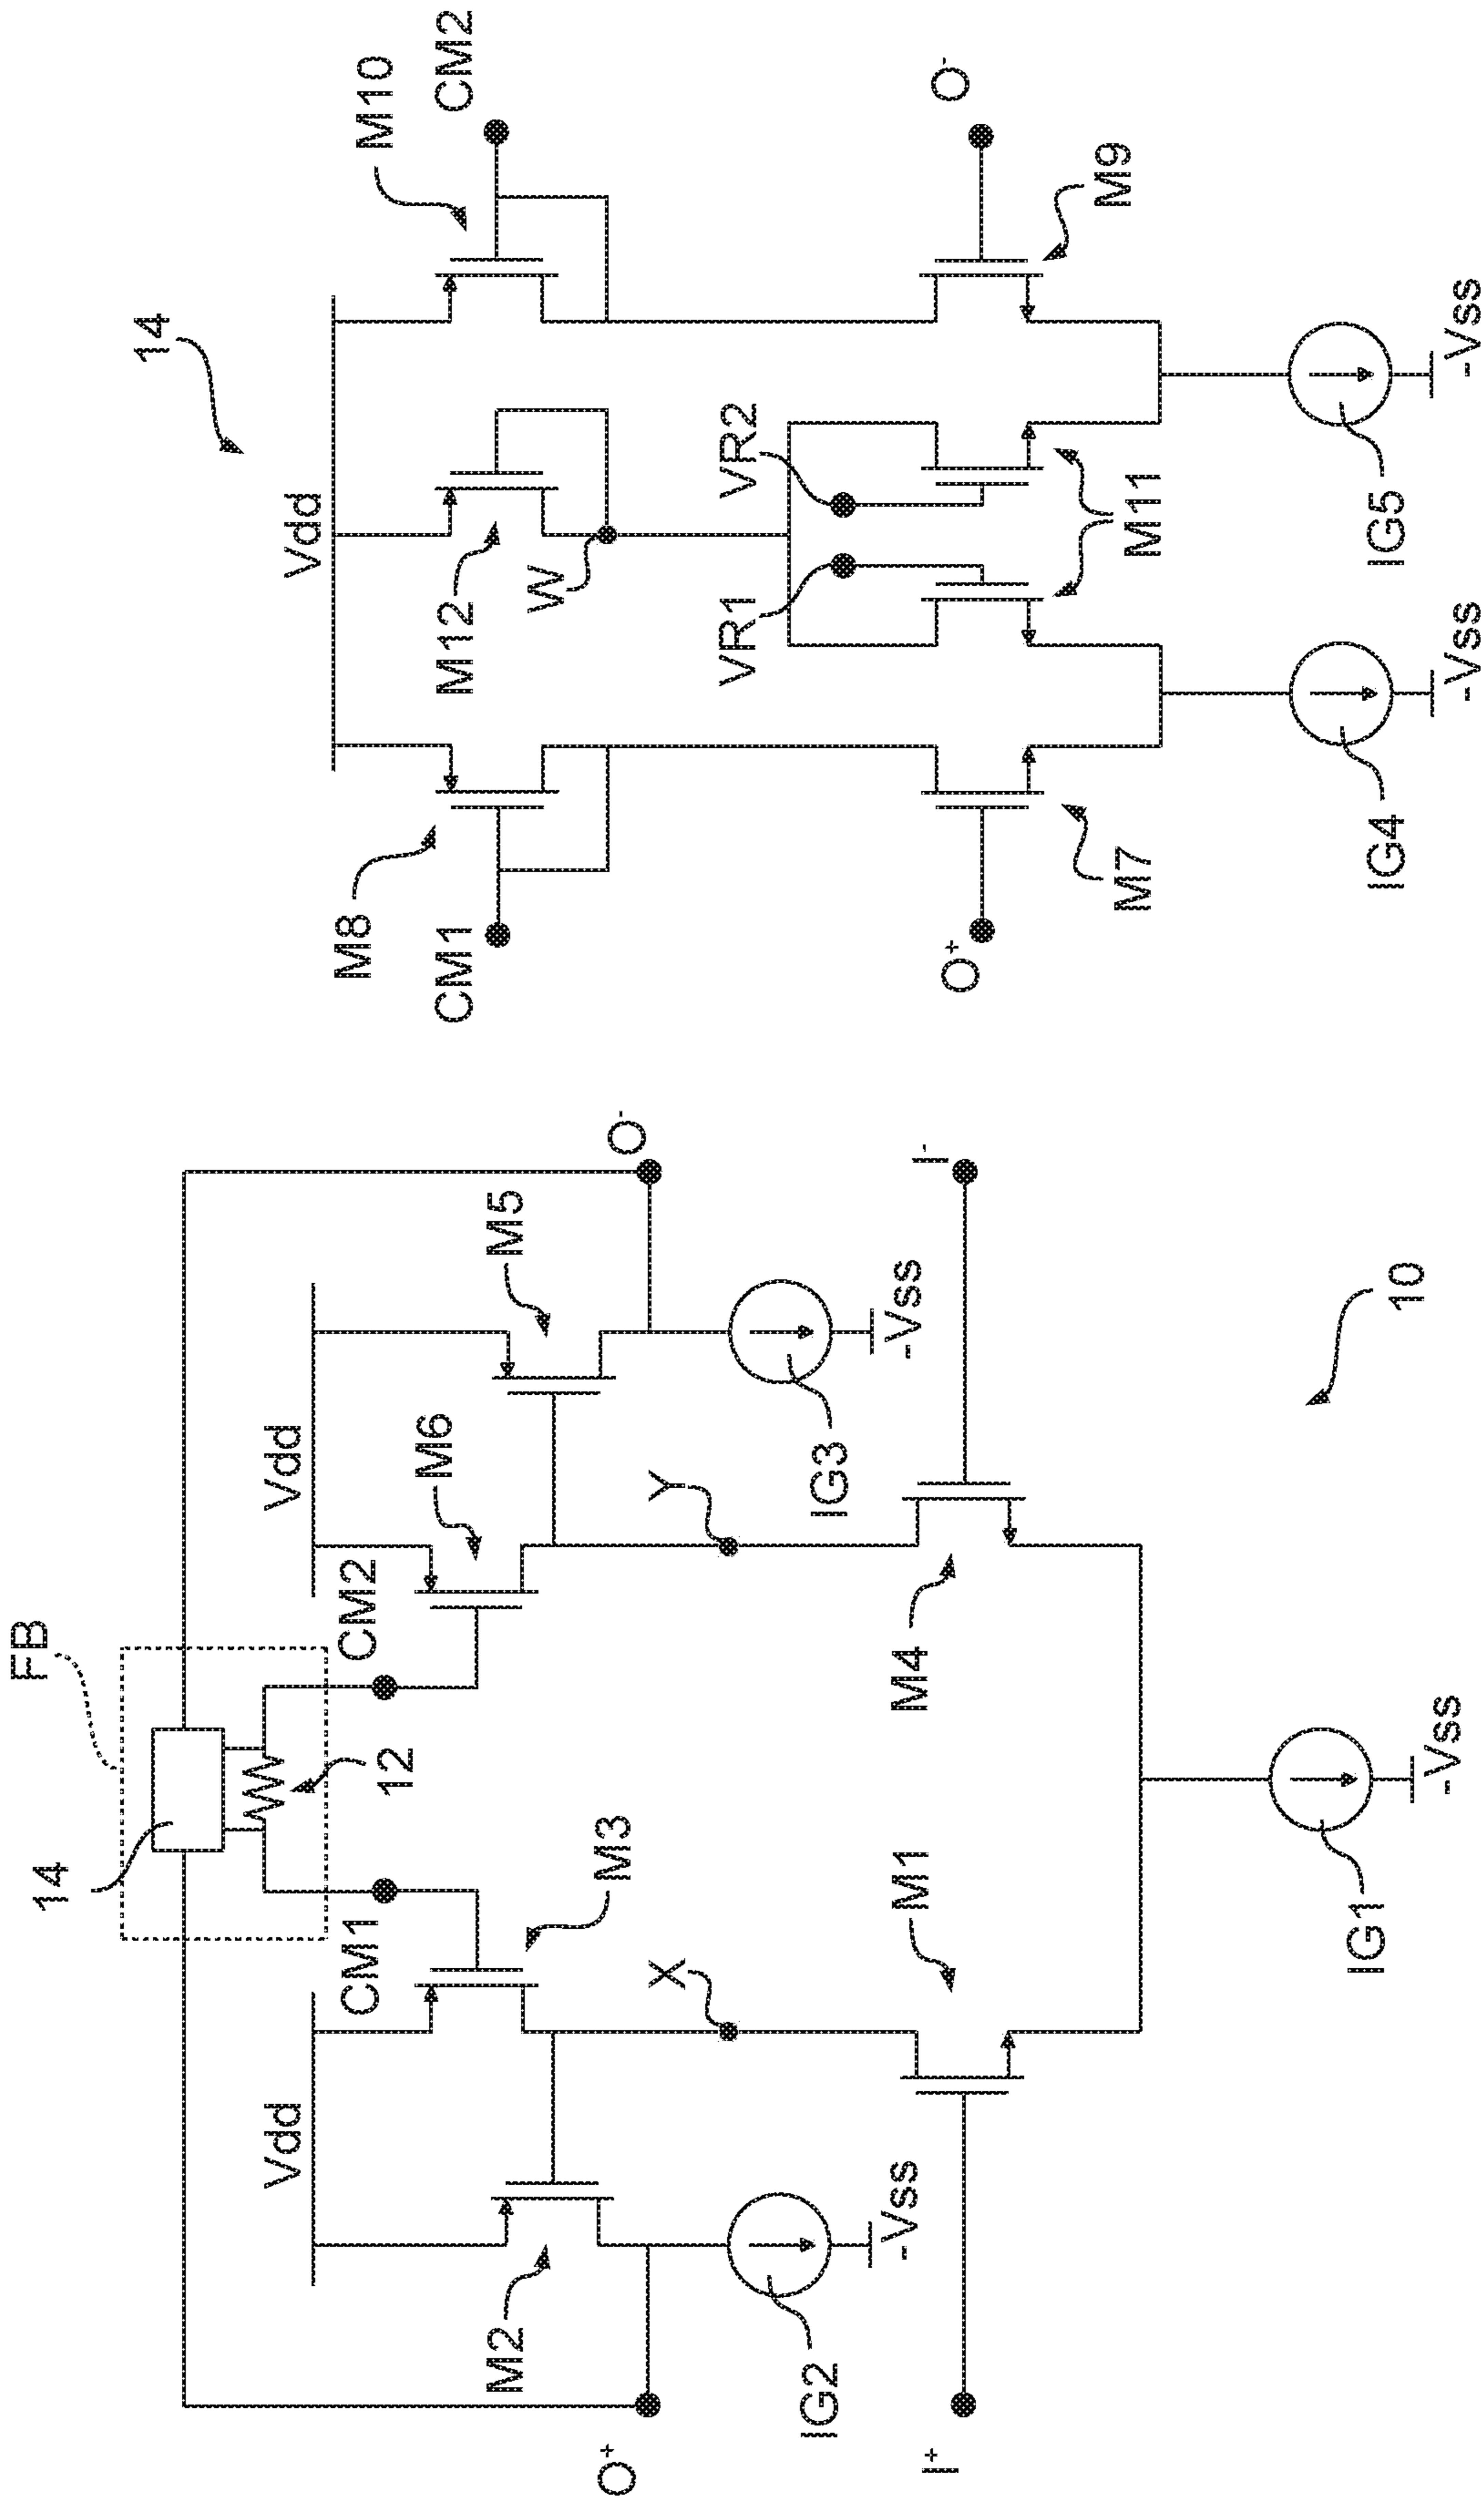 FB
14
Vdd
CM1
CM2
Vdd
12
M3
M6
M2
M5
O⁺
O⁻
X
Y
IG2
-Vss
IG3
-Vss
M1
M4
I⁺
I⁻
IG1
-Vss
10
14
Vdd
M8
M10
CM1
CM2
M12
W
VR1
VR2
O⁺
O⁻
M7
M11
M9
IG4
-Vss
IG5
-Vss